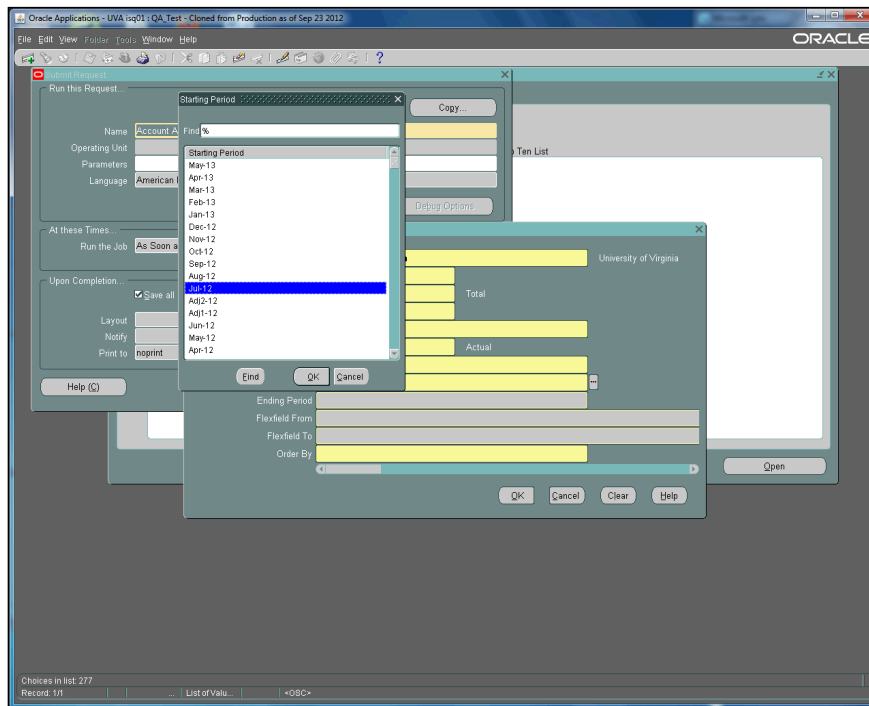 Oracle Applications - UVA isq01 : QA_Test - Cloned from Production as of Sep 23 2012
File Edit View Folder Tools Window Help
ORACLE
Submit Request
Run this Request...
Copy...
Name Account A
Operating Unit
Parameters
Language American
Debug Options
At these Times...
Run the Job As Soon a
Upon Completion...
Save all
Layout
Notify
Print to noprint
Help (C)
Starting Period
Find %
Starting Period
May-13
Apr-13
Mar-13
Feb-13
Jan-13
Dec-12
Nov-12
Oct-12
Sep-12
Aug-12
Jul-12
Adj2-12
Adj1-12
Jun-12
May-12
Apr-12
Find OK Cancel
Ten List
University of Virginia
Total
Actual
Ending Period
Flexfield From
Flexfield To
Order By
OK Cancel Clear Help
Open
Choices in list: 277
Record: 1/1 ... List of Valu... <OSC>